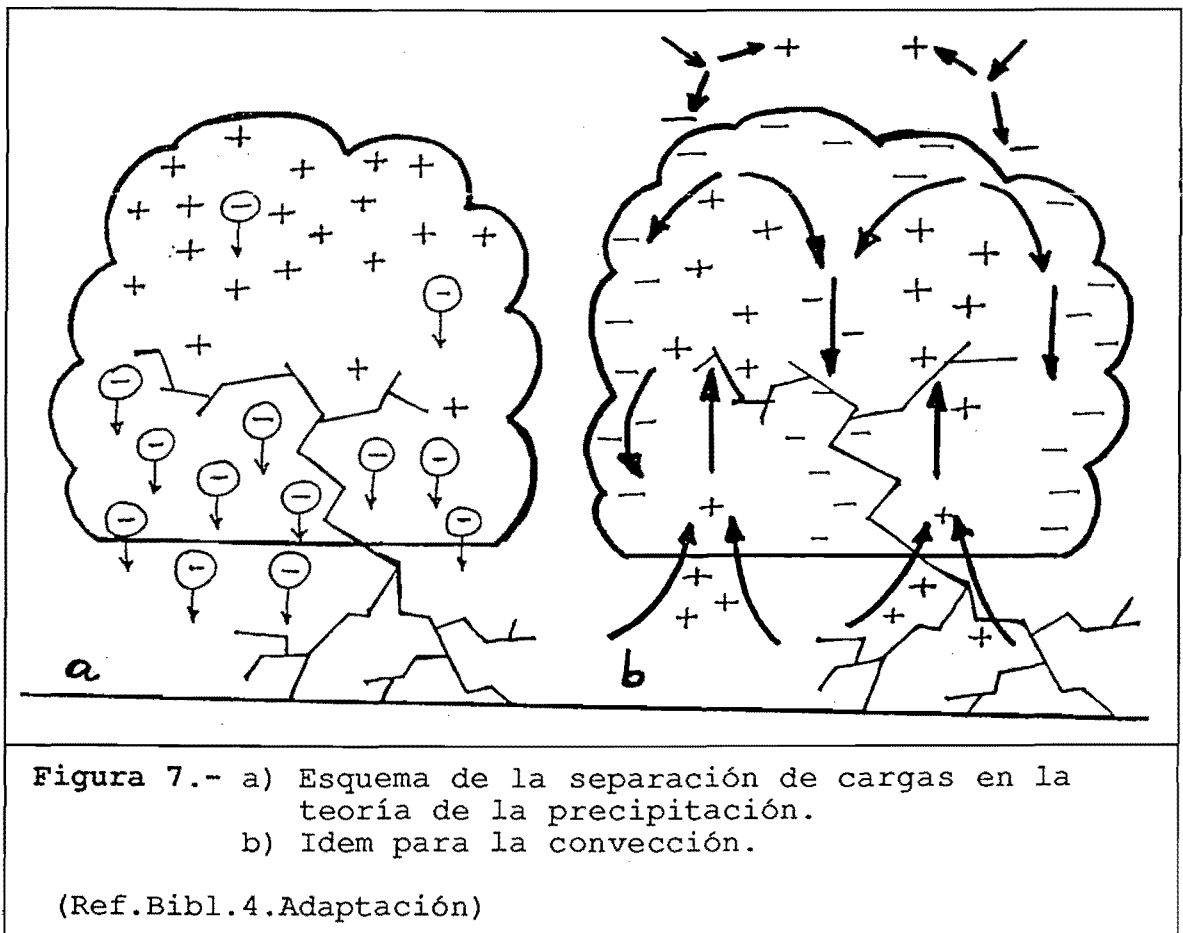 a
b
Figura 7.- a) Esquema de la separación de cargas en la
teoría de la precipitación.
b) Idem para la convección.
(Ref.Bibl.4.Adaptación)